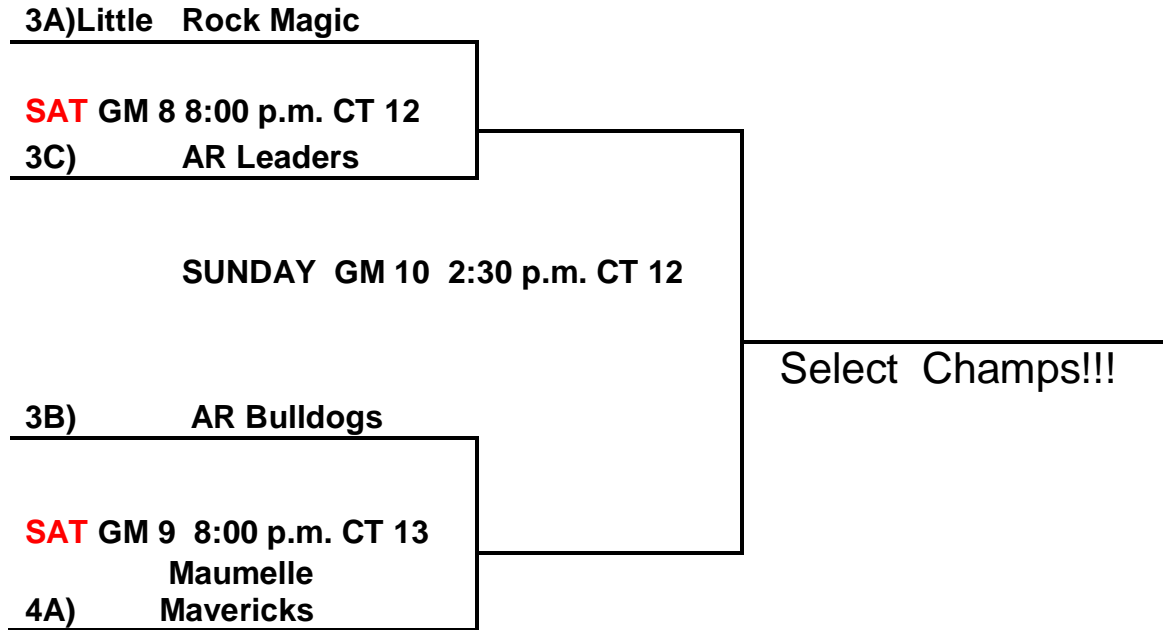 3A)Little Rock Magic
SAT GM 8 8:00 p.m. CT 12
3C) AR Leaders
SUNDAY GM 10 2:30 p.m. CT 12
Select Champs!!!
3B) AR Bulldogs
SAT GM 9 8:00 p.m. CT 13
Maumelle
4A) Mavericks